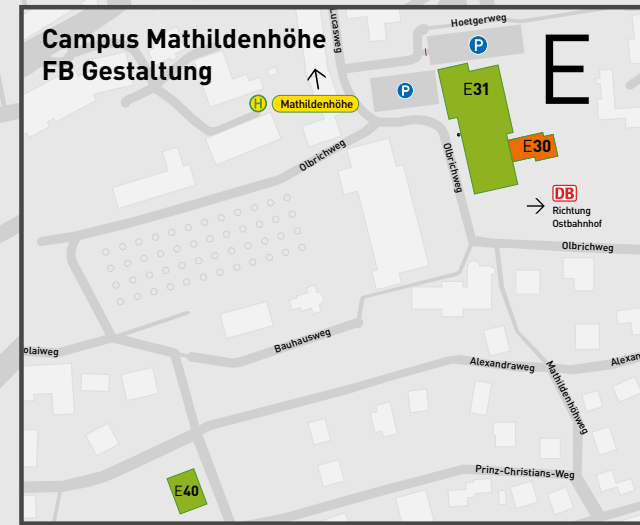 Campus Mathildenhöhe
FB Gestaltung
Lucasweg
Hoetgerweg
E
P
P
H Mathildenhöhe
E31
E30
Olbrichweg
Olbrichweg
DB
Richtung
Ostbahnhof
Olbrichweg
Bauhausweg
olaiweg
Alexandraweg
Alexan
Mathildenhöhweg
Prinz-Christians-Weg
E40